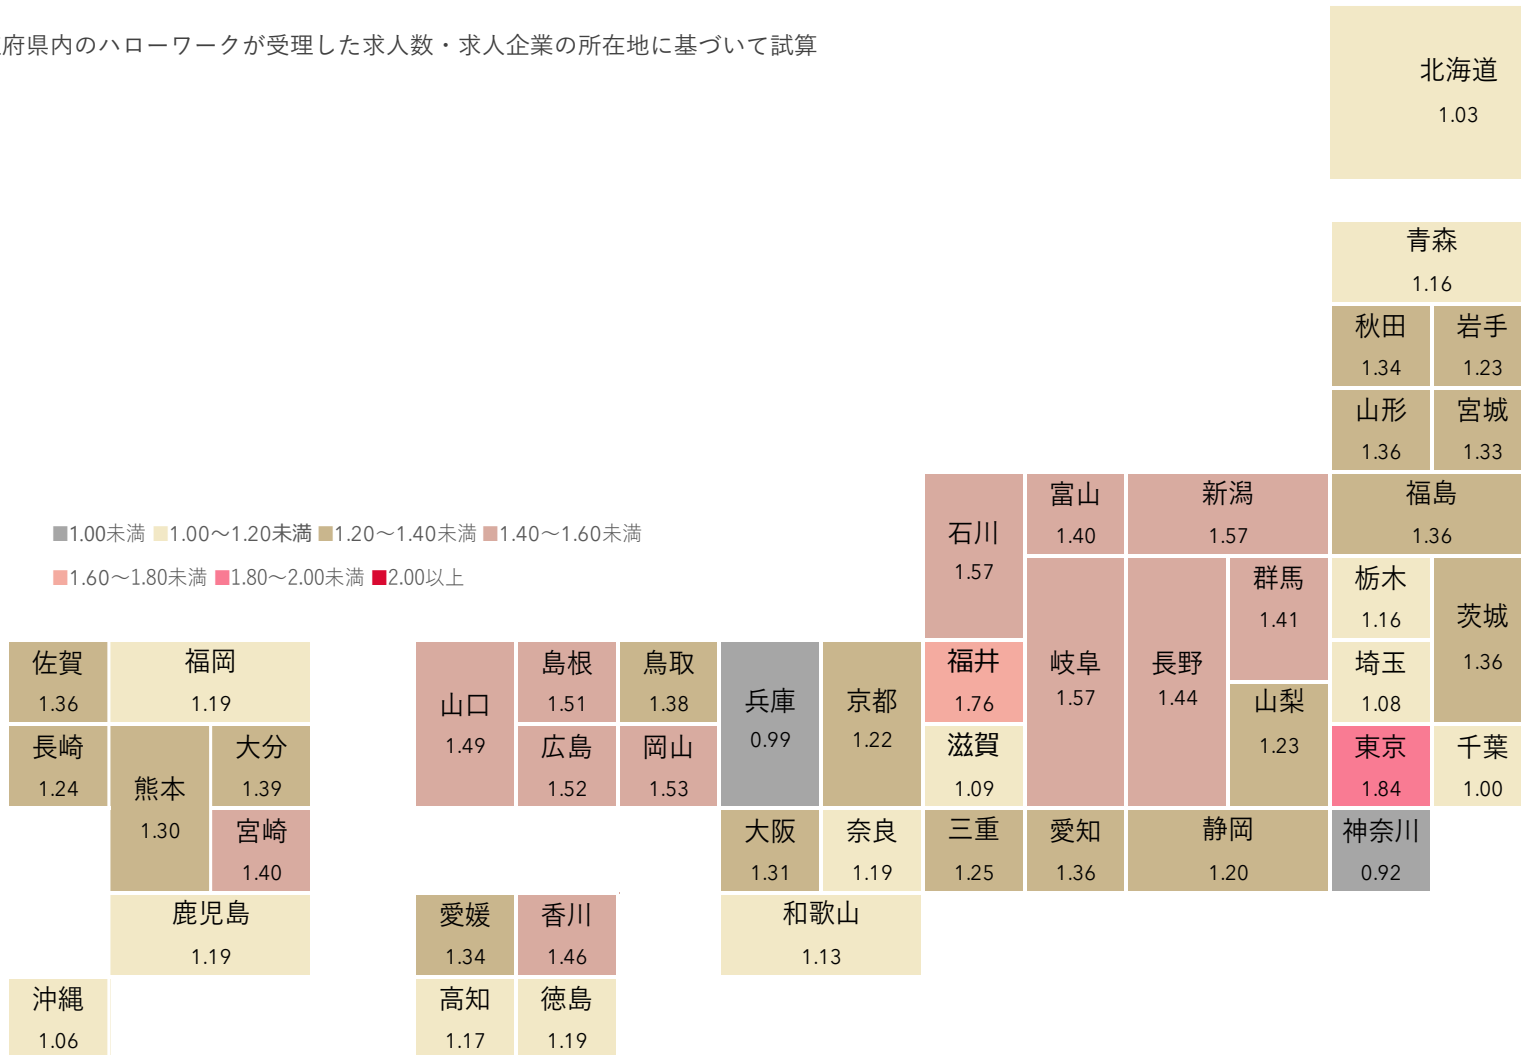 府県内のハローワークが受理した求人数・求人企業の所在地に基づいて試算
北海道
1.03
青森
1.16
秋田 岩手
1.34 1.23
山形 宮城
1.36 1.33
石川 富山 新潟 福島
1.57 1.40 1.57 1.36
■1.00未満 ■1.00～1.20未満 ■1.20～1.40未満 ■1.40～1.60未満
■1.60～1.80未満 ■1.80～2.00未満 ■2.00以上
群馬 栃木 茨城
1.41 1.16 1.36
佐賀 福岡 山口 島根 鳥取 兵庫 京都 福井 岐阜 長野 山梨 埼玉
1.36 1.19 1.49 1.51 1.38 0.99 1.22 1.76 1.57 1.44 1.23 1.08
長崎 熊本 大分 広島 岡山 滋賀 東京 千葉
1.24 1.30 1.39 1.52 1.53 1.09 1.84 1.00
宮崎 大阪 奈良 三重 愛知 静岡 神奈川
1.40 1.31 1.19 1.25 1.36 1.20 0.92
鹿児島 愛媛 香川 和歌山
1.19 1.34 1.46 1.13
沖縄 高知 徳島
1.06 1.17 1.19